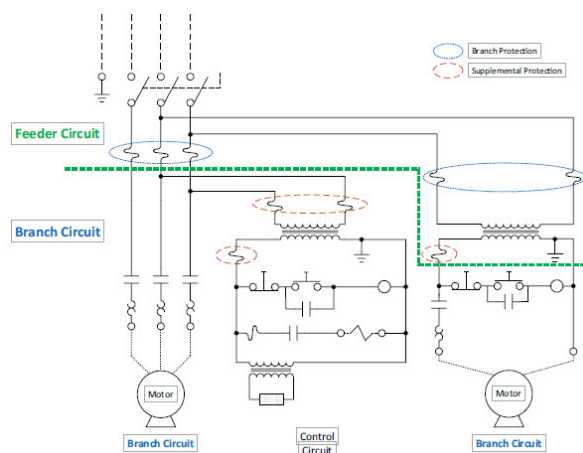 Branch Protection
Supplemental Protection
Feeder Circuit
Branch Circuit
Motor
Motor
Branch Circuit
Control
Circuit
Branch Circuit